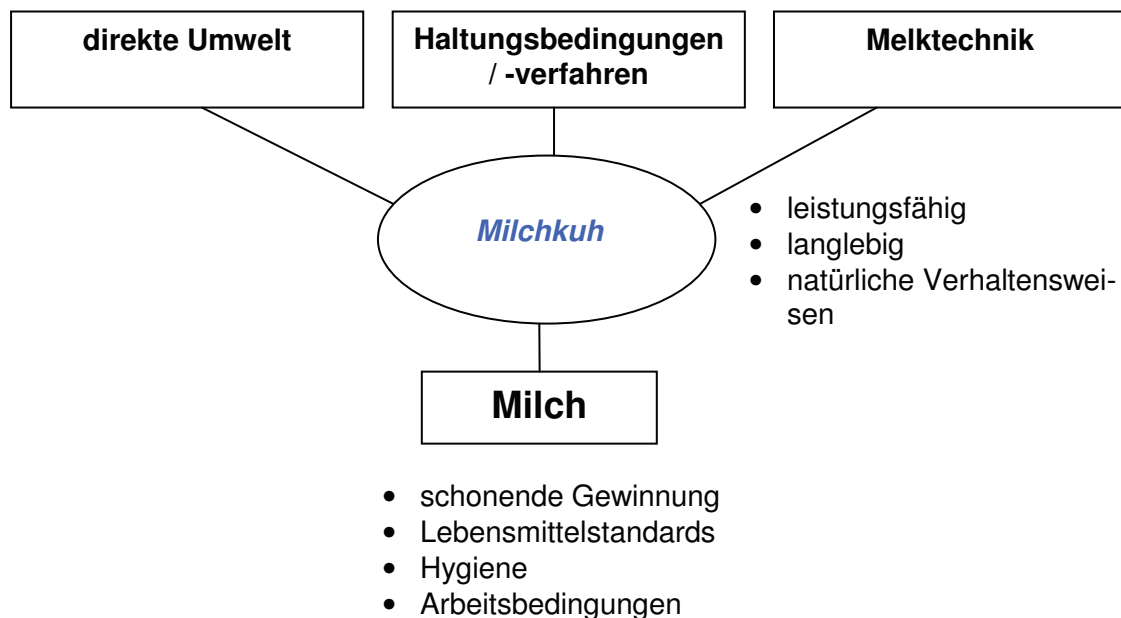 direkte Umwelt
Haltungsbedingungen
/ -verfahren
Melktechnik
Milchkuh
• leistungsfähig
• langlebig
• natürliche Verhaltenswei-
sen
Milch
• schonende Gewinnung
• Lebensmittelstandards
• Hygiene
• Arbeitsbedingungen